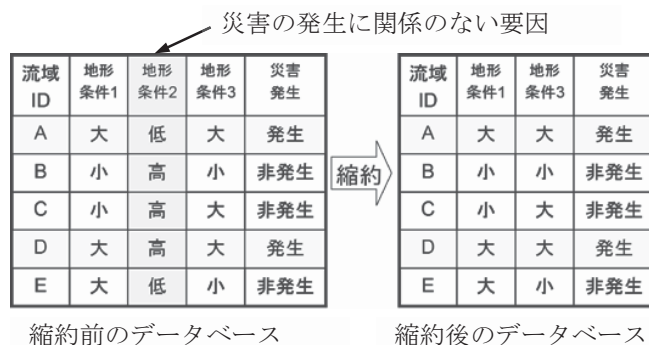 災害の発生に関係のない要因
流域ID 地形条件1 地形条件2 地形条件3 災害発生
A 大 低 大 発生
B 小 高 小 非発生
C 小 高 大 非発生
D 大 高 大 発生
E 大 低 小 非発生
縮約前のデータベース
縮約
流域ID 地形条件1 地形条件3 災害発生
A 大 大 発生
B 小 小 非発生
C 小 大 非発生
D 大 大 発生
E 大 小 非発生
縮約後のデータベース